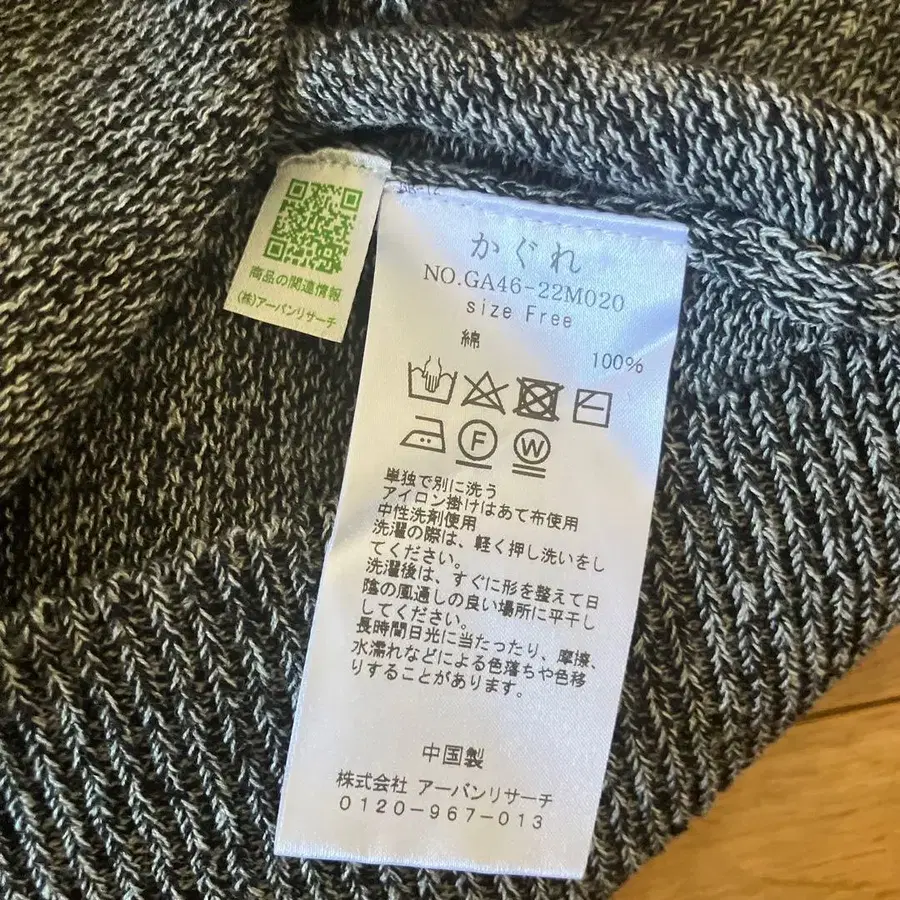 商品の関連情報
(株)アーバンリサーチ
かぐれ
NO.GA46-22M020
size Free
綿 100%
F W
単独で別に洗う
アイロン掛けはあて布使用
中性洗剤使用
洗濯の際は、軽く押し洗いをし
てください。
洗濯後は、すぐに形を整えて日
陰の風通しの良い場所に平干し
してください。
長時間日光に当たったり、摩擦、
水濡れなどによる色落ちや色移
りすることがあります。
中国製
株式会社 アーバンリサーチ
0120-967-013